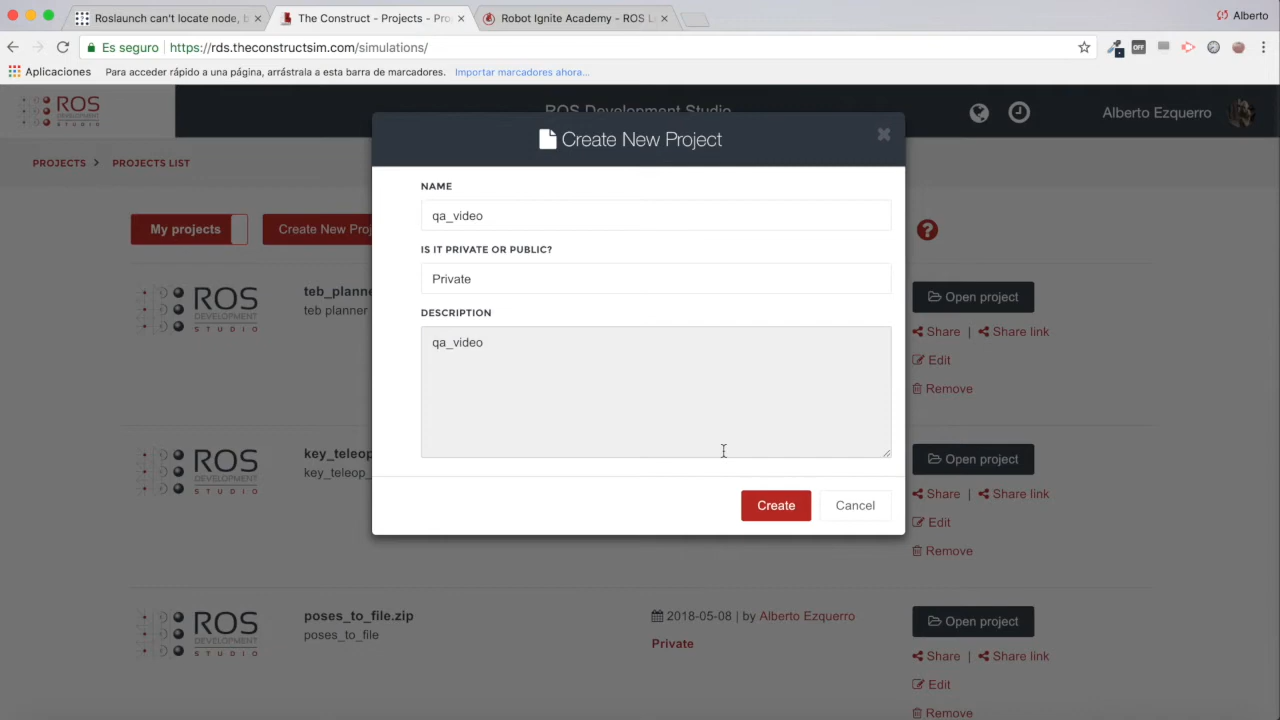 Roslaunch can't locate node, b
The Construct - Projects - Pro
Robot Ignite Academy - ROS L
Alberto
Es seguro
https://rds.theconstructsim.com/simulations/
OFF
Aplicaciones
Para acceder rápido a una página, arrástrala a esta barra de marcadores.
Importar marcadores ahora...
ROS
DEVELOPMENT
STUDIO
ROS Development Studio
Alberto Ezquerro
PROJECTS > PROJECTS LIST
Create New Project
NAME
qa_video
IS IT PRIVATE OR PUBLIC?
Private
DESCRIPTION
qa_video
Create
Cancel
My projects
Create New Proj
?
ROS
DEVELOPMENT
STUDIO
teb_planne
teb planner
Open project
Share | Share link
Edit
Remove
ROS
DEVELOPMENT
STUDIO
key_teleop
key_teleop_
Open project
Share | Share link
Edit
Remove
ROS
DEVELOPMENT
STUDIO
poses_to_file.zip
poses_to_file
2018-05-08 | by Alberto Ezquerro
Private
Open project
Share | Share link
Edit
Remove